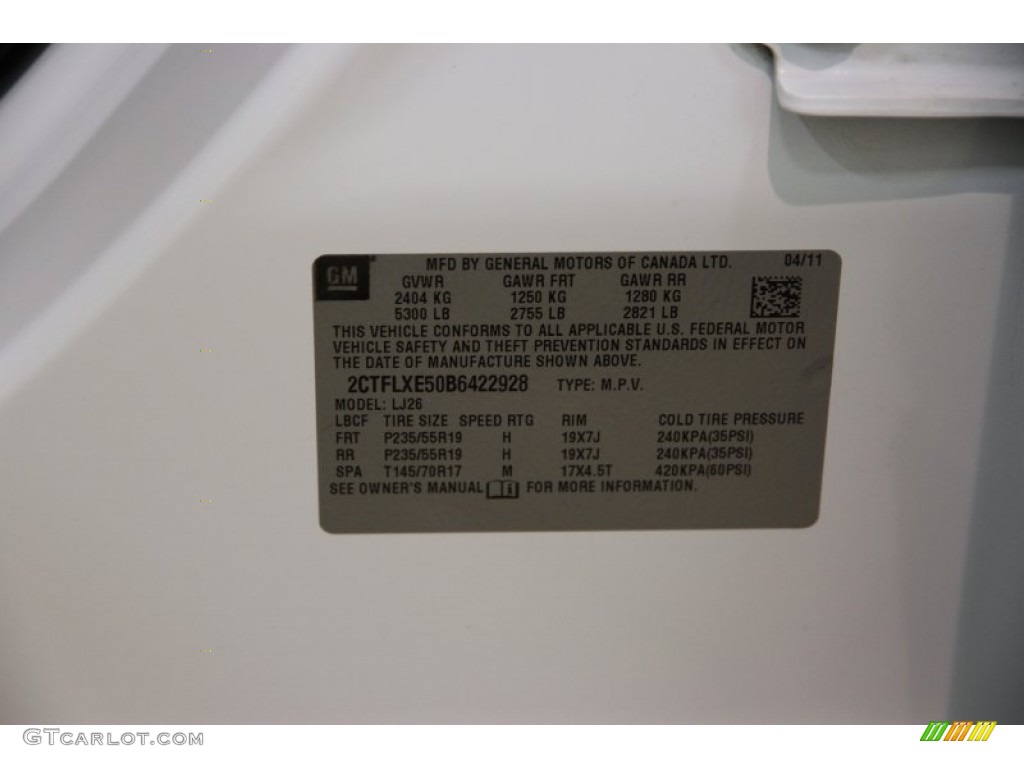 GM
MFD BY GENERAL MOTORS OF CANADA LTD. 04/11
GVWR GAWR FRT GAWR RR
2404 KG 1250 KG 1280 KG
5300 LB 2755 LB 2821 LB
THIS VEHICLE CONFORMS TO ALL APPLICABLE U.S. FEDERAL MOTOR
VEHICLE SAFETY AND THEFT PREVENTION STANDARDS IN EFFECT ON
THE DATE OF MANUFACTURE SHOWN ABOVE.
2CTFLXE50B6422928 TYPE: M.P.V.
MODEL: LJ26
LBCF TIRE SIZE SPEED RTG RIM COLD TIRE PRESSURE
FRT P235/55R19 H 19X7J 240KPA(35PSI)
RR P235/55R19 H 19X7J 240KPA(35PSI)
SPA T145/70R17 M 17X4.5T 420KPA(60PSI)
SEE OWNER'S MANUAL FOR MORE INFORMATION.
GTCARLOT.COM